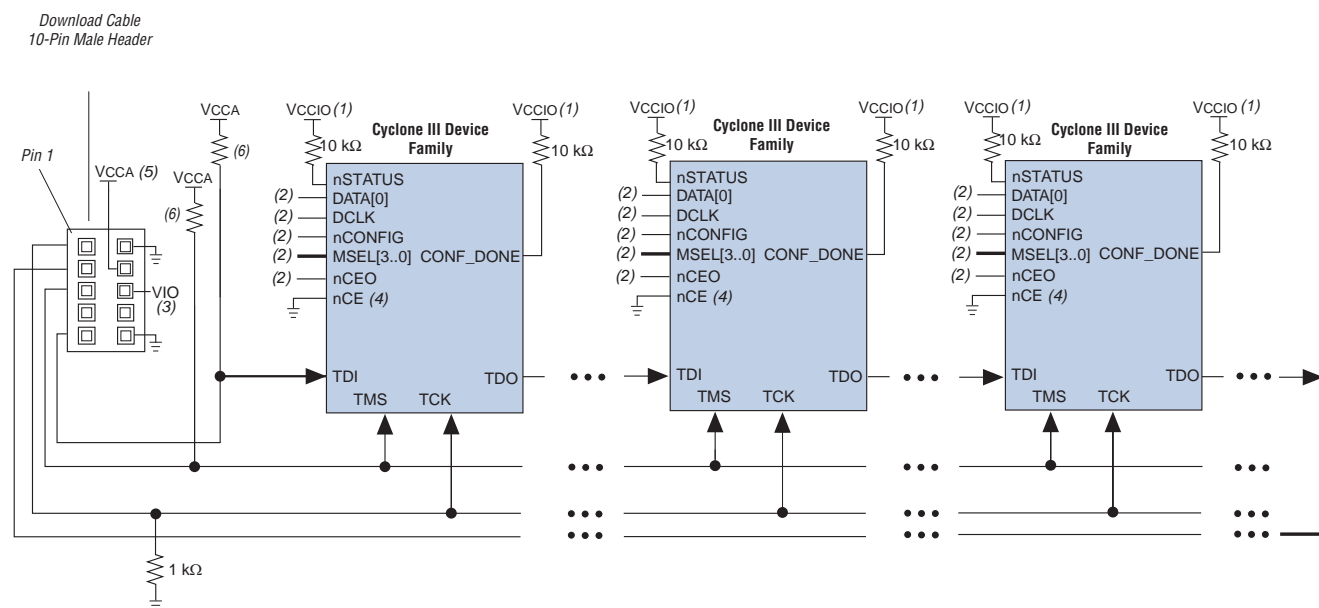 Download Cable
10-Pin Male Header
Pin 1
VCCA (5)
VCCA
(6)
VCCA
(6)
VIO
(3)
1 kΩ
VCCIO (1)
10 kΩ
Cyclone III Device
Family
VCCIO (1)
10 kΩ
nSTATUS
(2) DATA[0]
(2) DCLK
(2) nCONFIG
(2) MSEL[3..0] CONF_DONE
(2) nCEO
nCE (4)
TDI TDO
TMS TCK
VCCIO (1)
10 kΩ
Cyclone III Device
Family
VCCIO (1)
10 kΩ
nSTATUS
(2) DATA[0]
(2) DCLK
(2) nCONFIG
(2) MSEL[3..0] CONF_DONE
(2) nCEO
nCE (4)
TDI TDO
TMS TCK
VCCIO (1)
10 kΩ
Cyclone III Device
Family
VCCIO (1)
10 kΩ
nSTATUS
(2) DATA[0]
(2) DCLK
(2) nCONFIG
(2) MSEL[3..0] CONF_DONE
(2) nCEO
nCE (4)
TDI TDO
TMS TCK